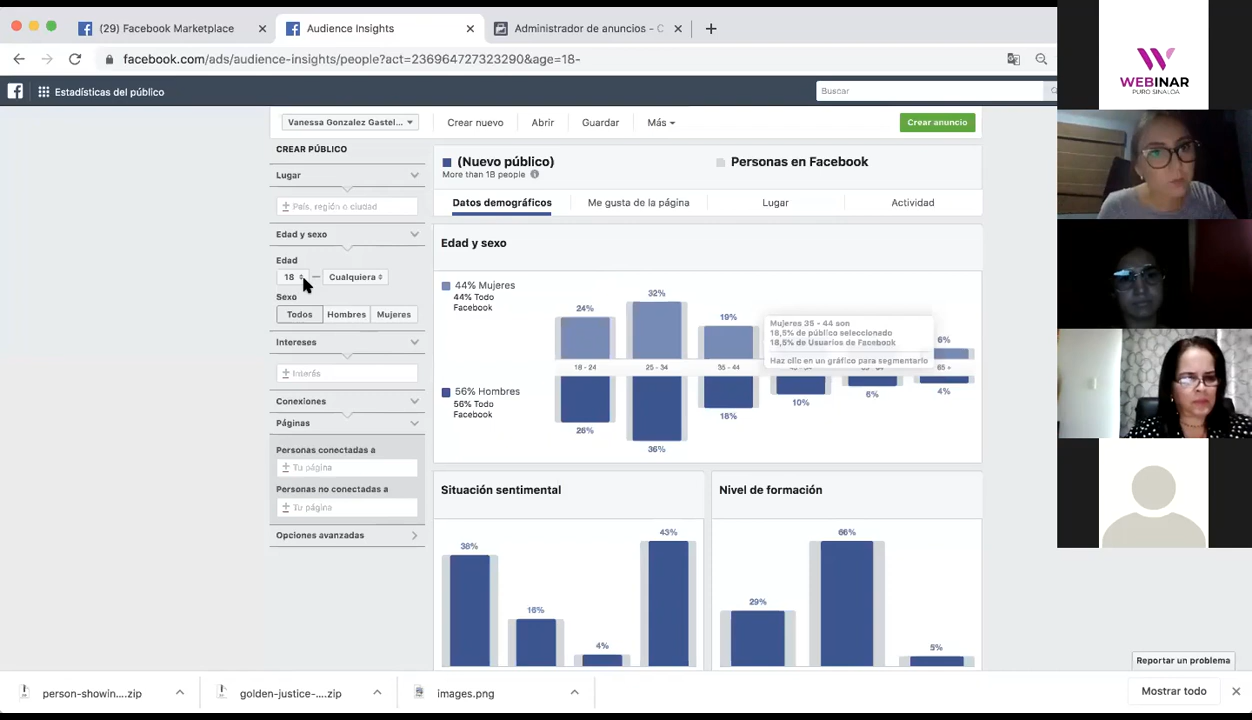 (29) Facebook Marketplace
Audience Insights
Administrador de anuncios - C
facebook.com/ads/audience-insights/people?act=236964727323290&age=18-
Estadísticas del público
Buscar
Vanessa Gonzalez Gastel...
Crear nuevo
Abrir
Guardar
Más
Crear anuncio
CREAR PÚBLICO
Lugar
País, región o ciudad
Edad y sexo
Edad
18 — Cualquiera
Sexo
Todos
Hombres
Mujeres
Intereses
Interés
Conexiones
Páginas
Personas conectadas a
Tu página
Personas no conectadas a
Tu página
Opciones avanzadas
(Nuevo público)
More than 1B people
Personas en Facebook
Datos demográficos
Me gusta de la página
Lugar
Actividad
Edad y sexo
44% Mujeres
44% Todo
Facebook
24%
32%
19%
6%
Mujeres 35 - 44 son
18,5% de público seleccionado
18,5% de Usuarios de Facebook
Haz clic en un gráfico para segmentarlo
18 - 24
25 - 34
35 - 44
65 +
56% Hombres
56% Todo
Facebook
26%
36%
18%
10%
6%
4%
Situación sentimental
38%
16%
4%
43%
Nivel de formación
29%
66%
5%
Reportar un problema
person-showin....zip
golden-justice-....zip
images.png
Mostrar todo
WEBINAR
PURO SINALOA